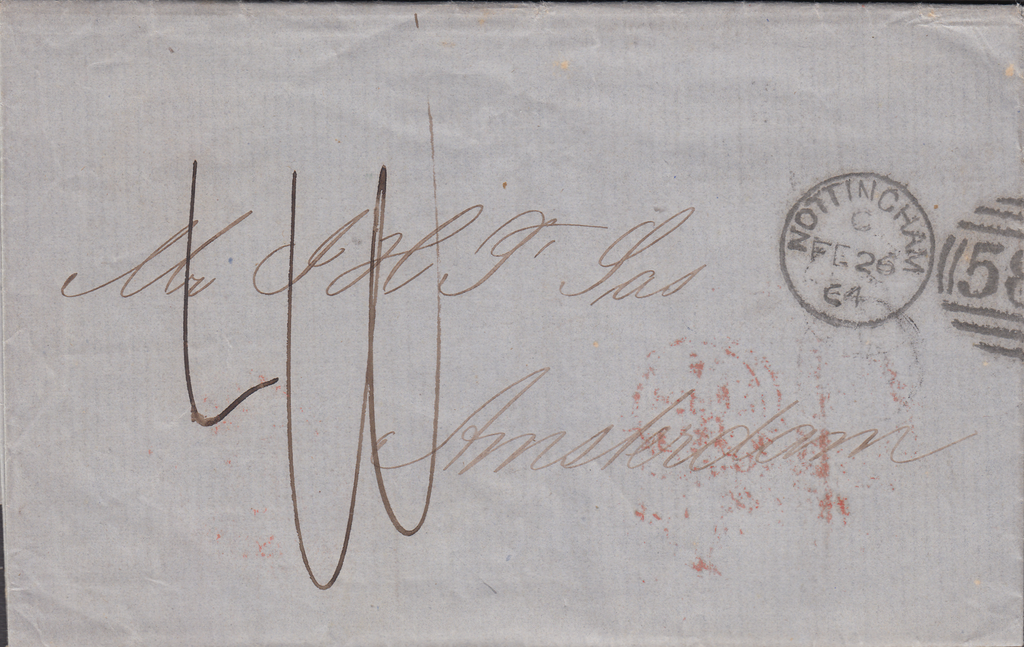 NOTTINGHAM
C
FE 26
64
58
Mr J H F Sas
Amsterdam